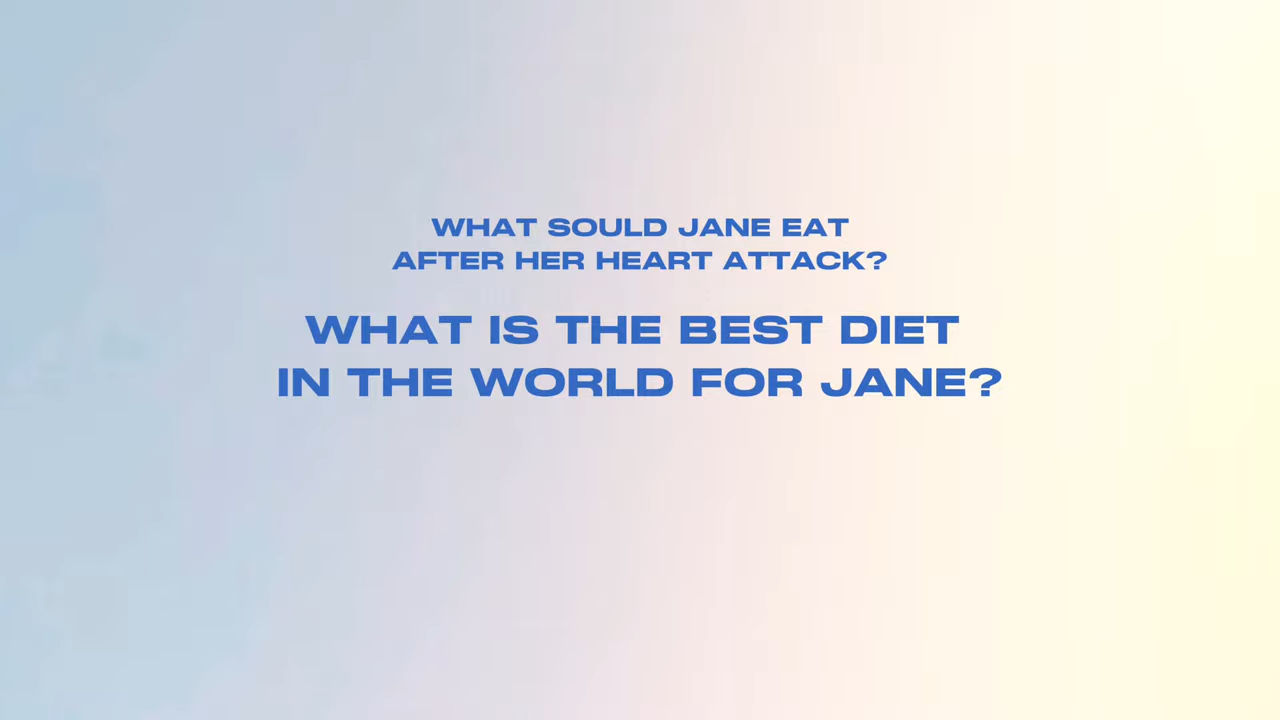 WHAT SOULD JANE EAT
AFTER HER HEART ATTACK?
WHAT IS THE BEST DIET
IN THE WORLD FOR JANE?